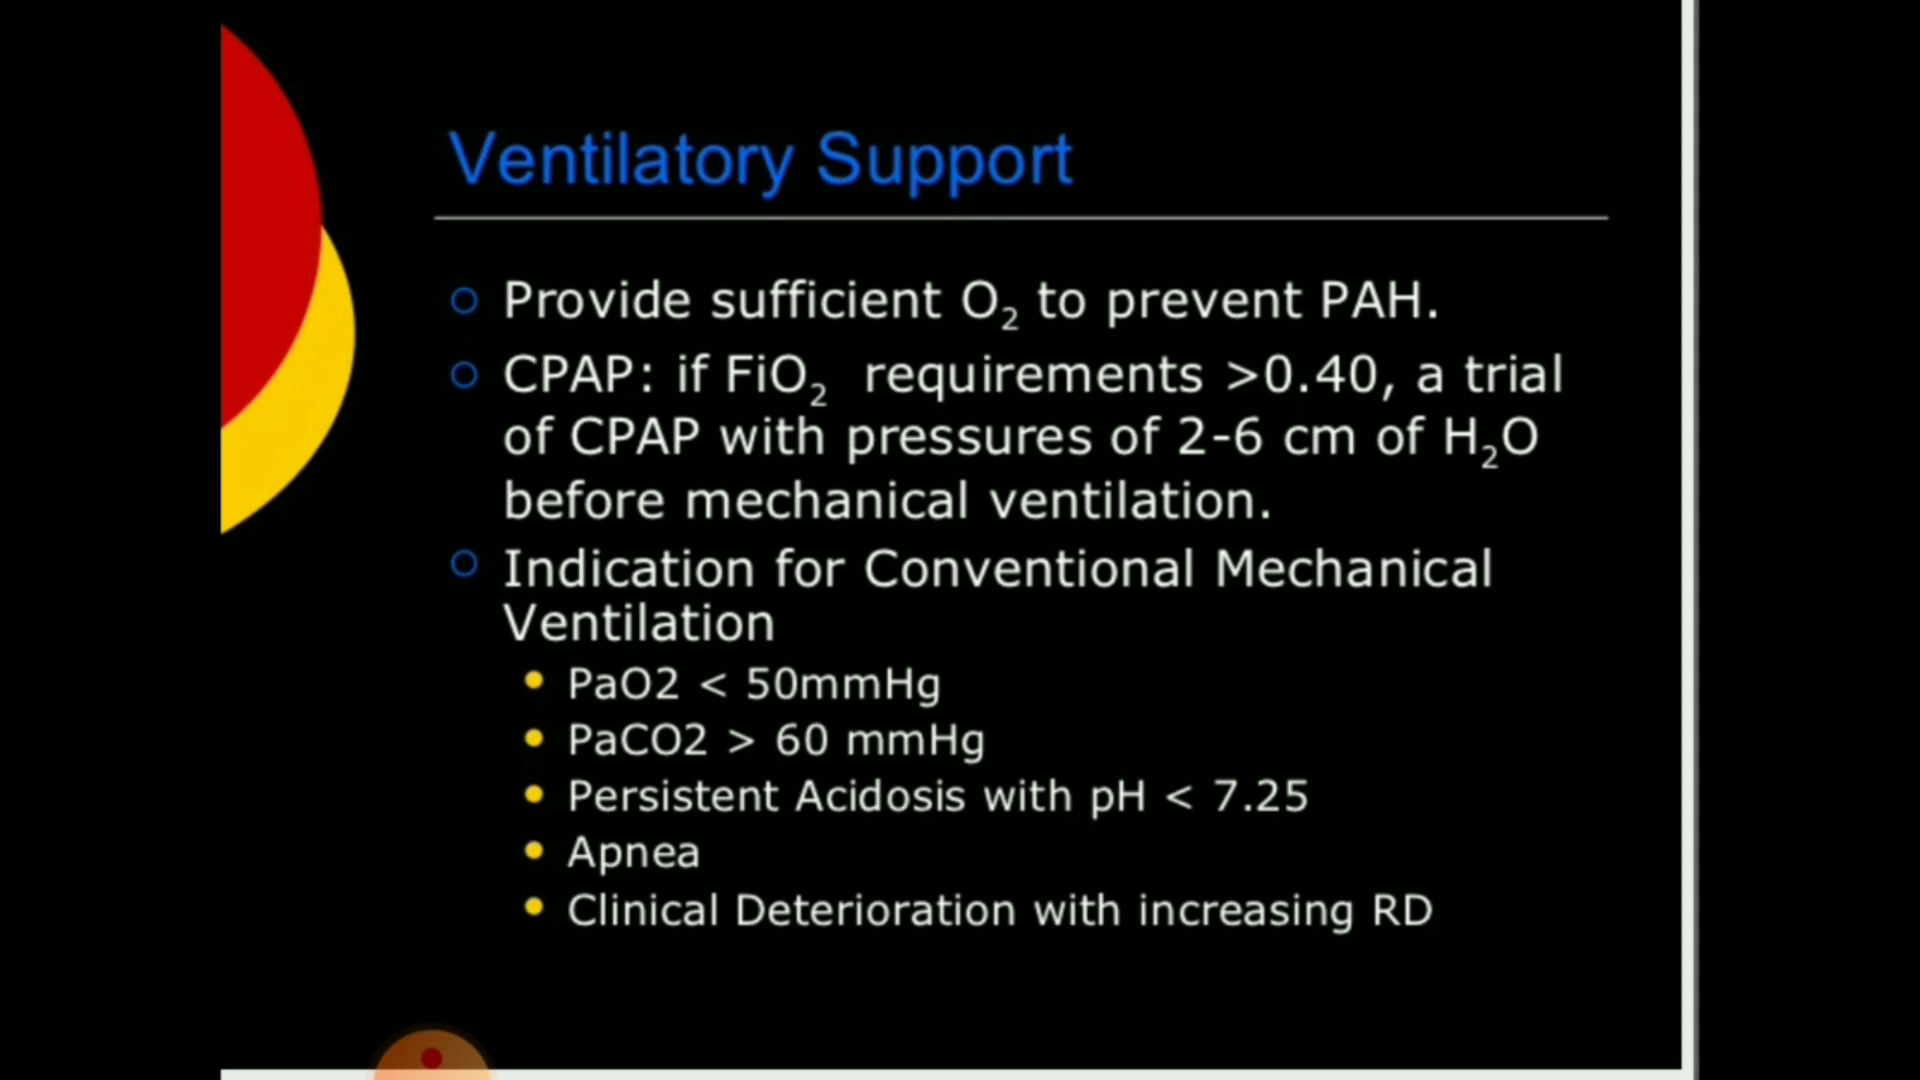 Ventilatory Support
Provide sufficient O₂ to prevent PAH.
CPAP: if FiO₂ requirements >0.40, a trial
of CPAP with pressures of 2-6 cm of H₂O
before mechanical ventilation.
Indication for Conventional Mechanical
Ventilation
PaO2 < 50mmHg
PaCO2 > 60 mmHg
Persistent Acidosis with pH < 7.25
Apnea
Clinical Deterioration with increasing RD